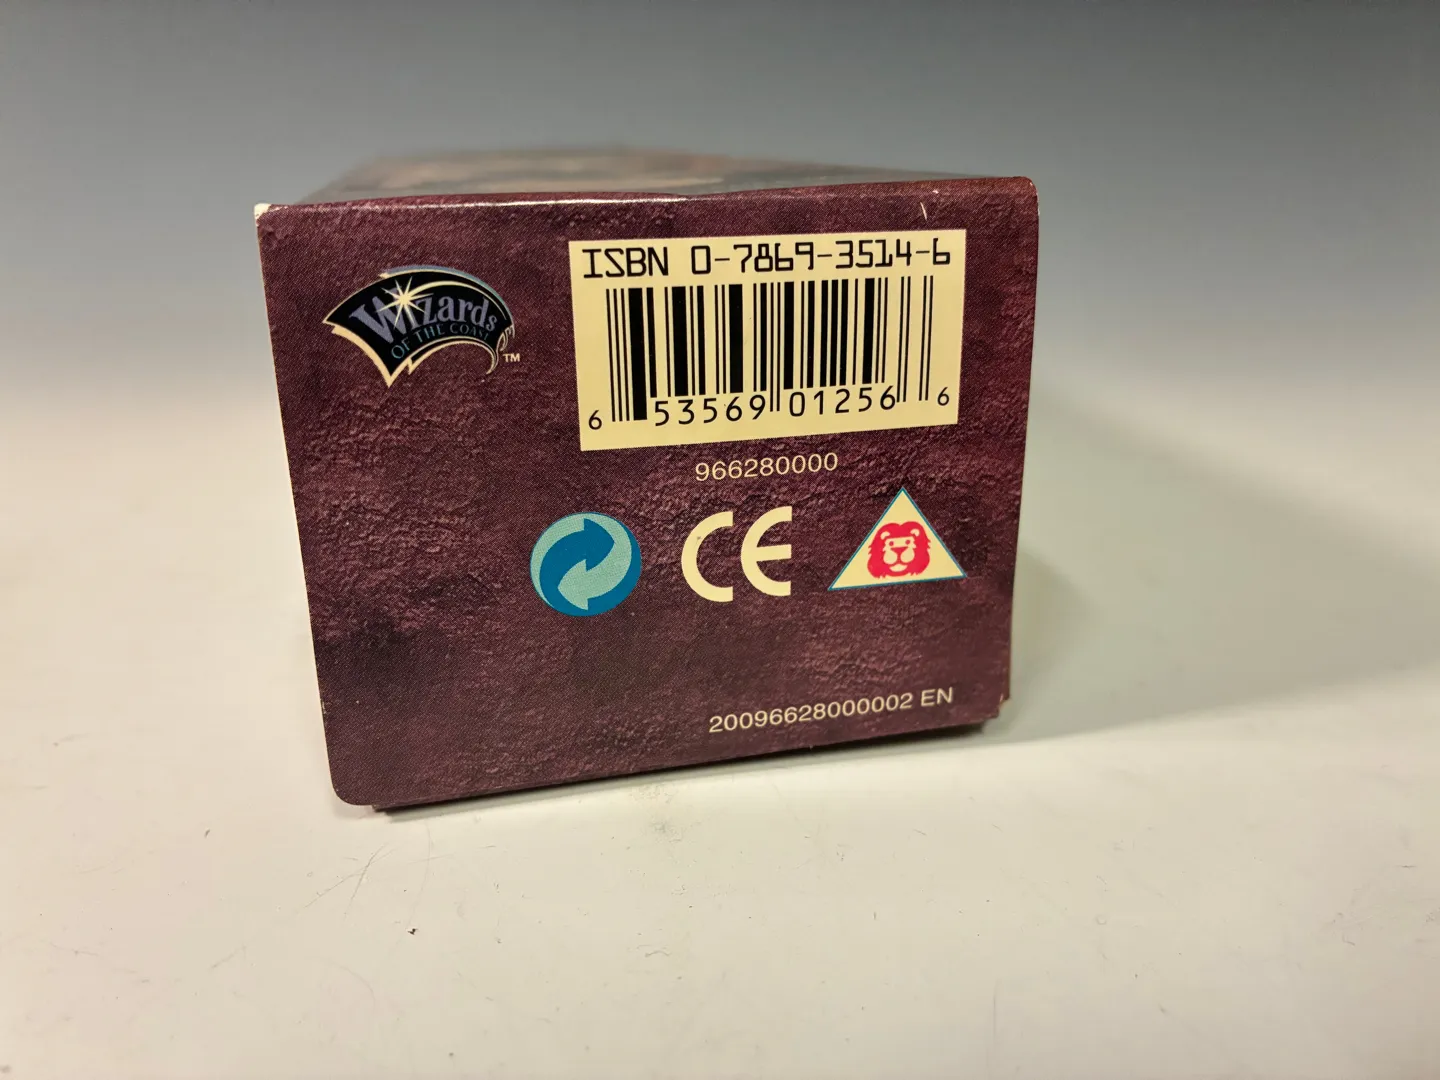 Wizards
OF THE COAST
™
ISBN 0-7869-3514-6
6 53569 01256 6
966280000
CE
20096628000002 EN